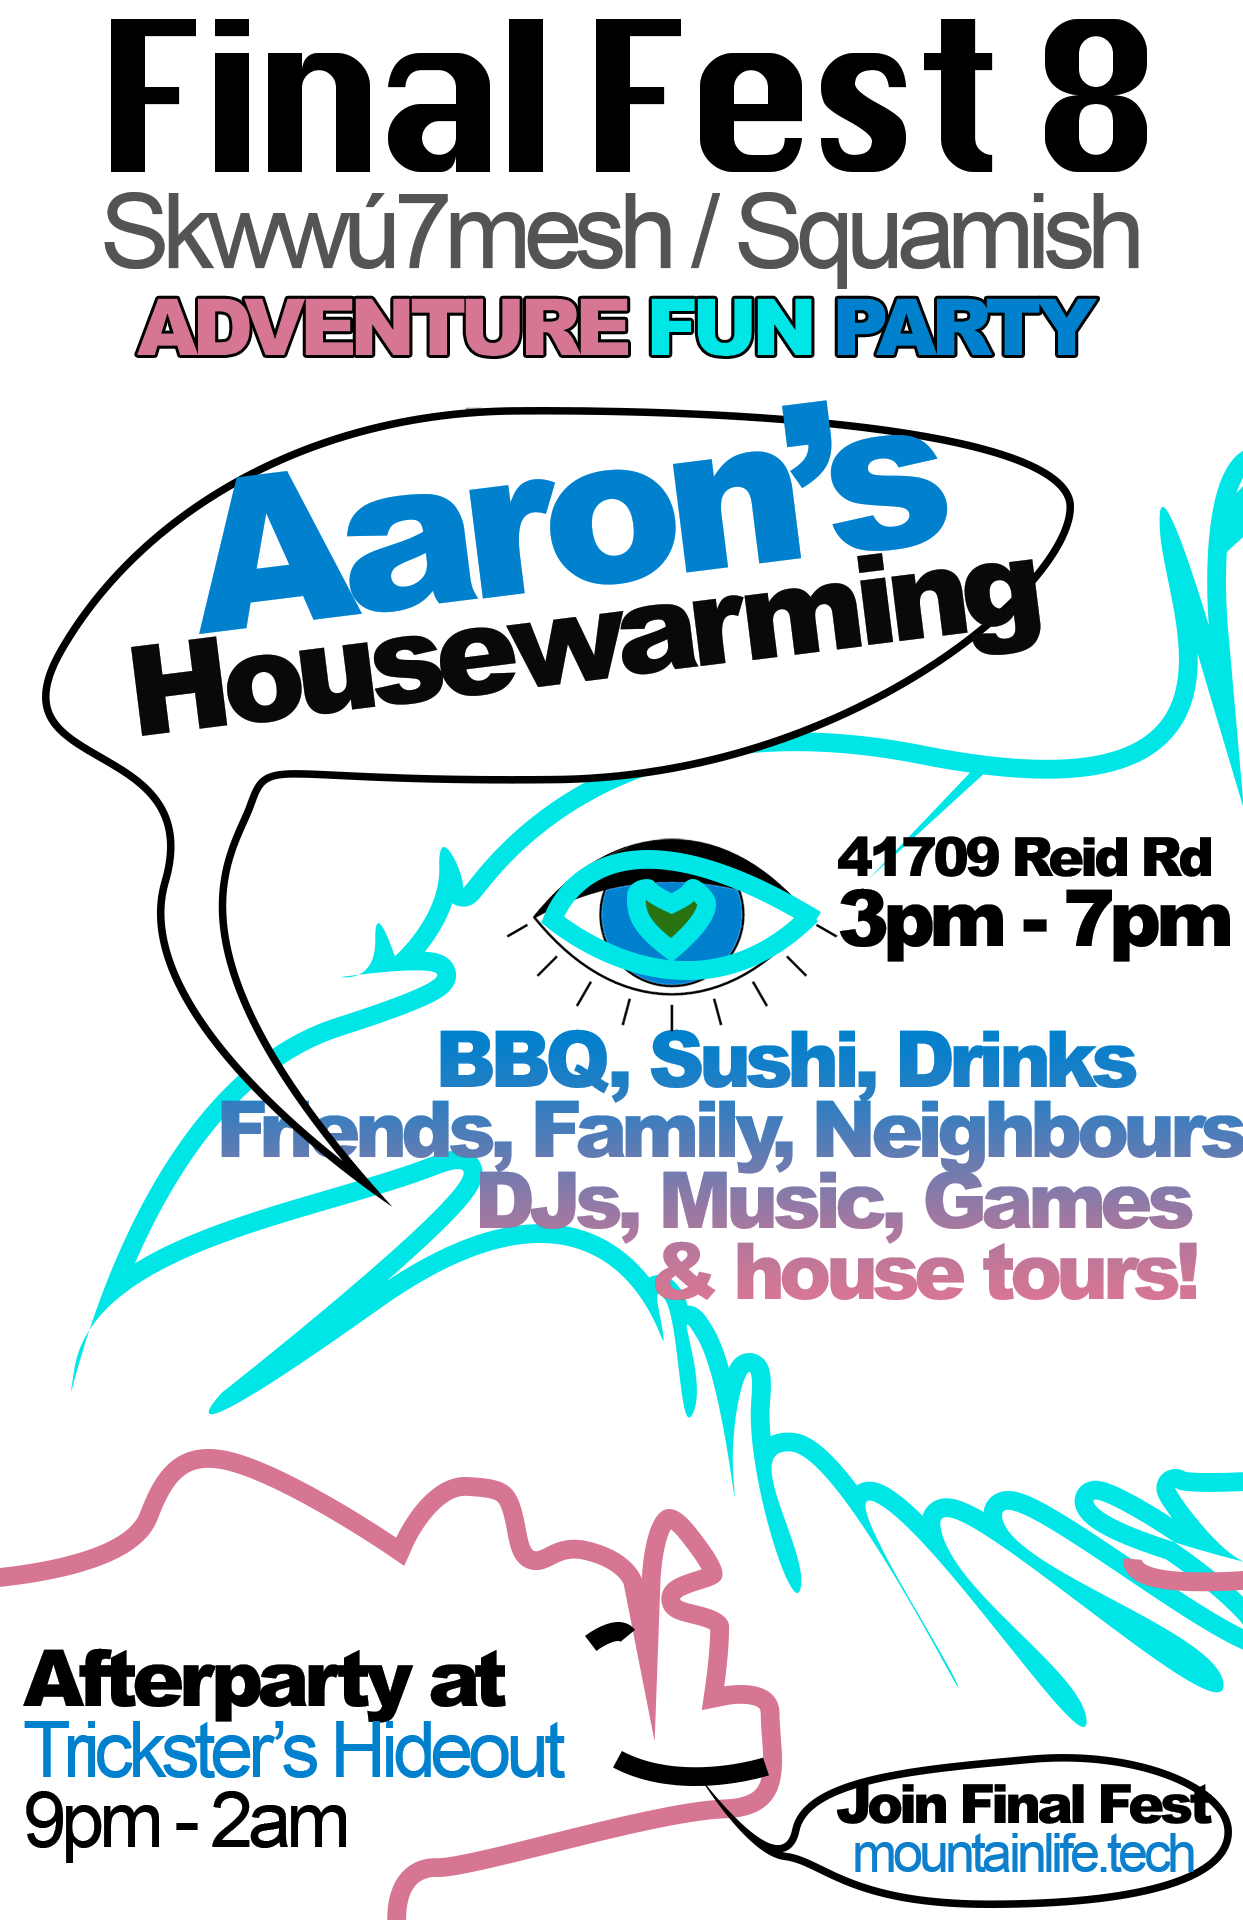 Final Fest 8
Skwwú7mesh / Squamish
ADVENTURE FUN PARTY
Aaron’s
Housewarming
41709 Reid Rd
3pm - 7pm
BBQ, Sushi, Drinks
Friends, Family, Neighbours
DJs, Music, Games
& house tours!
Afterparty at
Trickster’s Hideout
9pm - 2am
Join Final Fest
mountainlife.tech